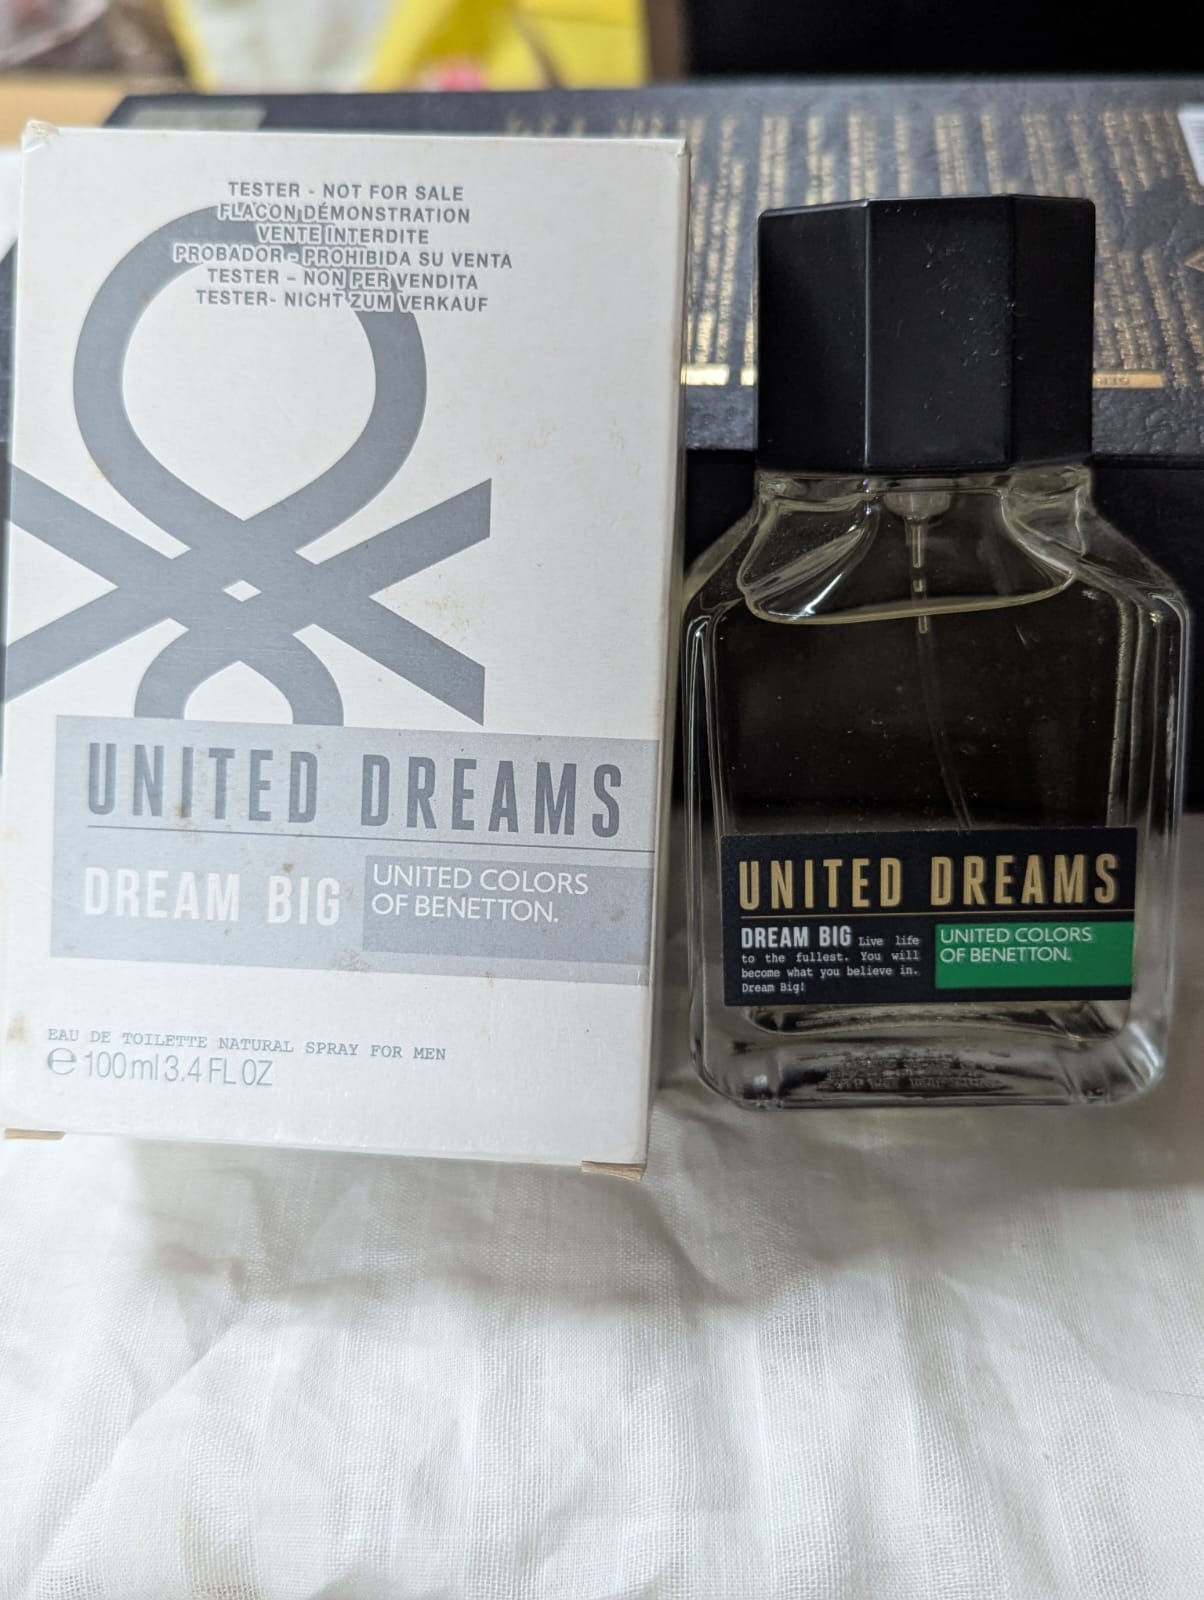 TESTER - NOT FOR SALE
FLACON DÉMONSTRATION
VENTE INTERDITE
PROBADOR - PROHIBIDA SU VENTA
TESTER - NON PER VENDITA
TESTER- NICHT ZUM VERKAUF
UNITED DREAMS
DREAM BIG
UNITED COLORS
OF BENETTON.
EAU DE TOILETTE NATURAL SPRAY FOR MEN
℮ 100ml 3.4 FL OZ
UNITED DREAMS
DREAM BIG Live life
to the fullest. You will
become what you believe in.
Dream Big!
UNITED COLORS
OF BENETTON.